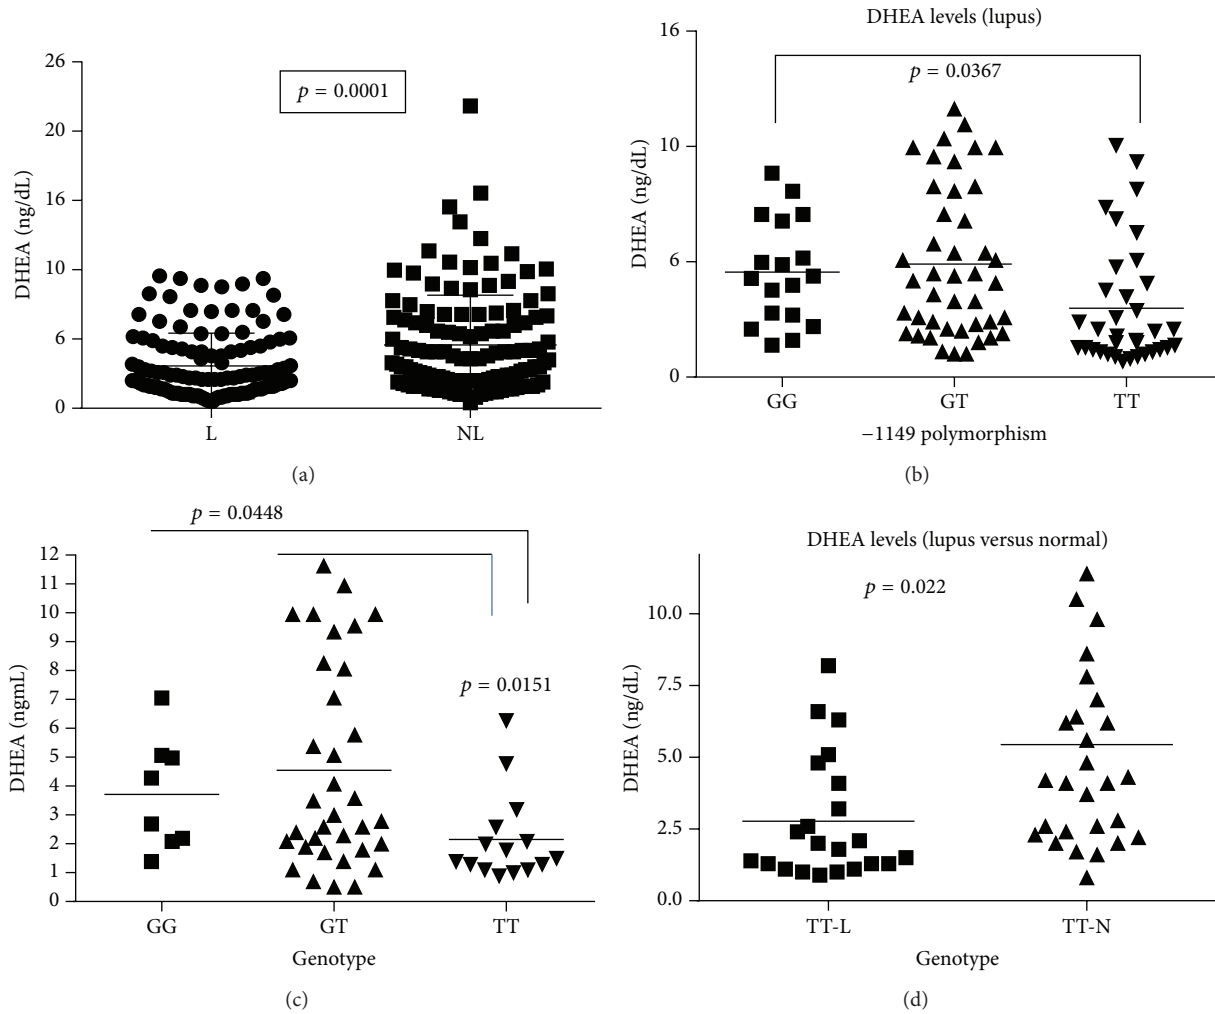 26
20
16
10
6
0
DHEA (ng/dL)
p = 0.0001
L
NL
(a)
DHEA levels (lupus)
16
10
6
0
DHEA (ng/dL)
p = 0.0367
GG
GT
TT
−1149 polymorphism
(b)
p = 0.0448
12
11
10
9
8
7
6
5
4
3
2
1
0
DHEA (ngmL)
p = 0.0151
GG
GT
TT
Genotype
(c)
DHEA levels (lupus versus normal)
p = 0.022
10.0
7.5
5.0
2.5
0.0
DHEA (ng/dL)
TT-L
TT-N
Genotype
(d)